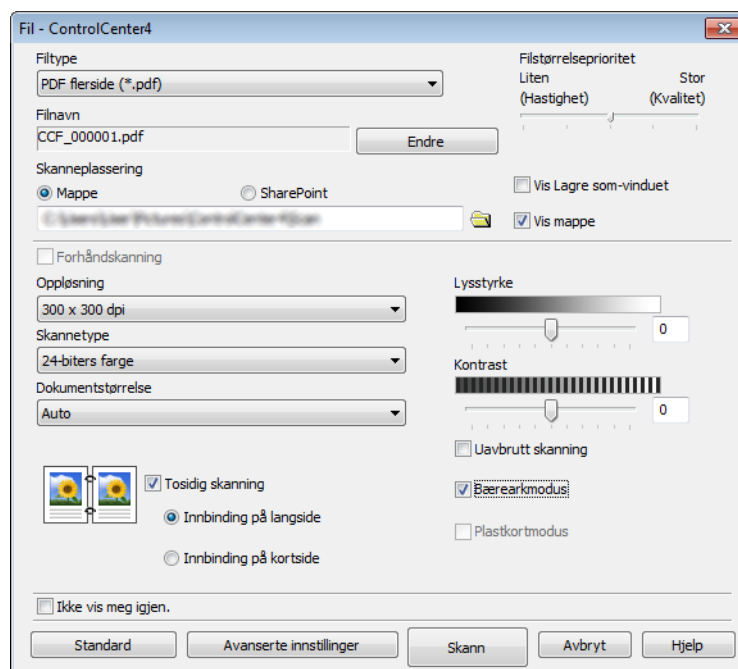 Fil - ControlCenter4
Filtype
PDF flerside (*.pdf)
Filnavn
CCF_000001.pdf
Endre
Skanneplassering
Mappe
SharePoint
Filstørrelseprioritet
Liten Stor
(Hastighet) (Kvalitet)
Vis Lagre som-vinduet
Vis mappe
Forhåndskanning
Oppløsning
300 x 300 dpi
Skannetype
24-biters farge
Dokumentstørrelse
Auto
Tosidig skanning
Innbinding på langside
Innbinding på kortside
Lysstyrke
0
Kontrast
0
Uavbrutt skanning
Bærearkmodus
Plastkortmodus
Ikke vis meg igjen.
Standard Avanserte innstillinger Skann Avbryt Hjelp